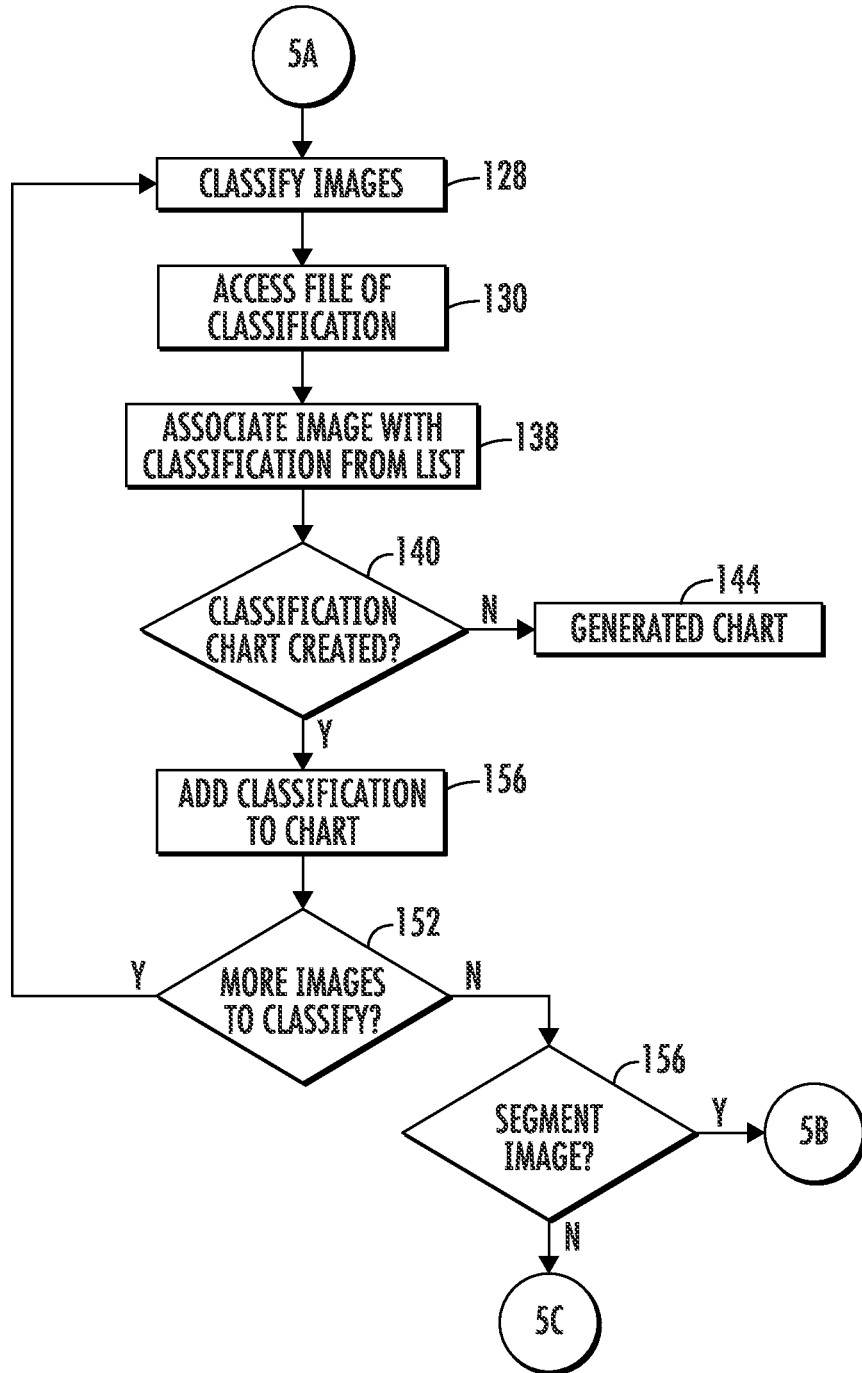 5A
CLASSIFY IMAGES
128
ACCESS FILE OF
CLASSIFICATION
130
ASSOCIATE IMAGE WITH
CLASSIFICATION FROM LIST
138
140
CLASSIFICATION
CHART CREATED?
N
144
GENERATED CHART
Y
ADD CLASSIFICATION
TO CHART
156
152
Y
MORE IMAGES
TO CLASSIFY?
N
156
SEGMENT
IMAGE?
Y
5B
N
5C